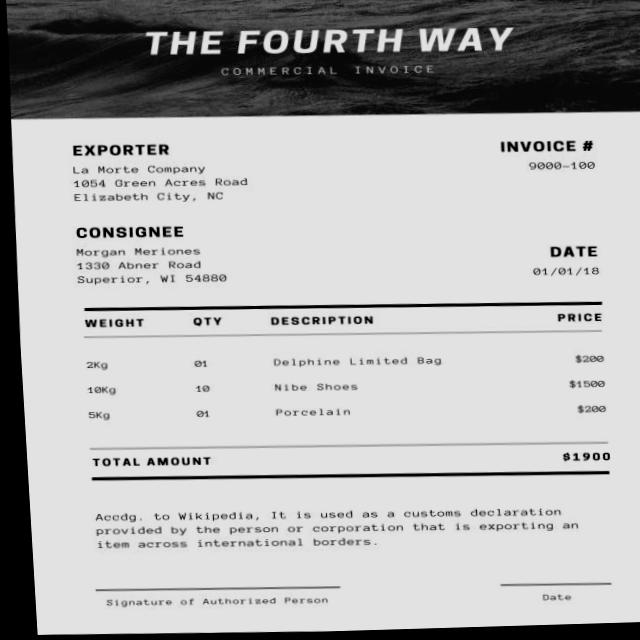 THE FOURTH WAY
COMMERCIAL INVOICE
EXPORTER
La Morte Company
1054 Green Acres Road
Elizabeth City, NC
INVOICE #
9000-100
CONSIGNEE
Morgan Meriones
1330 Abner Road
Superior, WI 54880
DATE
01/01/18
WEIGHT QTY DESCRIPTION PRICE
2Kg 01 Delphine Limited Bag $200
10Kg 10 Nibe Shoes $1500
5Kg 01 Porcelain $200
TOTAL AMOUNT $1900
Accdg. to Wikipedia, It is used as a customs declaration
provided by the person or corporation that is exporting an
item across international borders.
Signature of Authorized Person Date